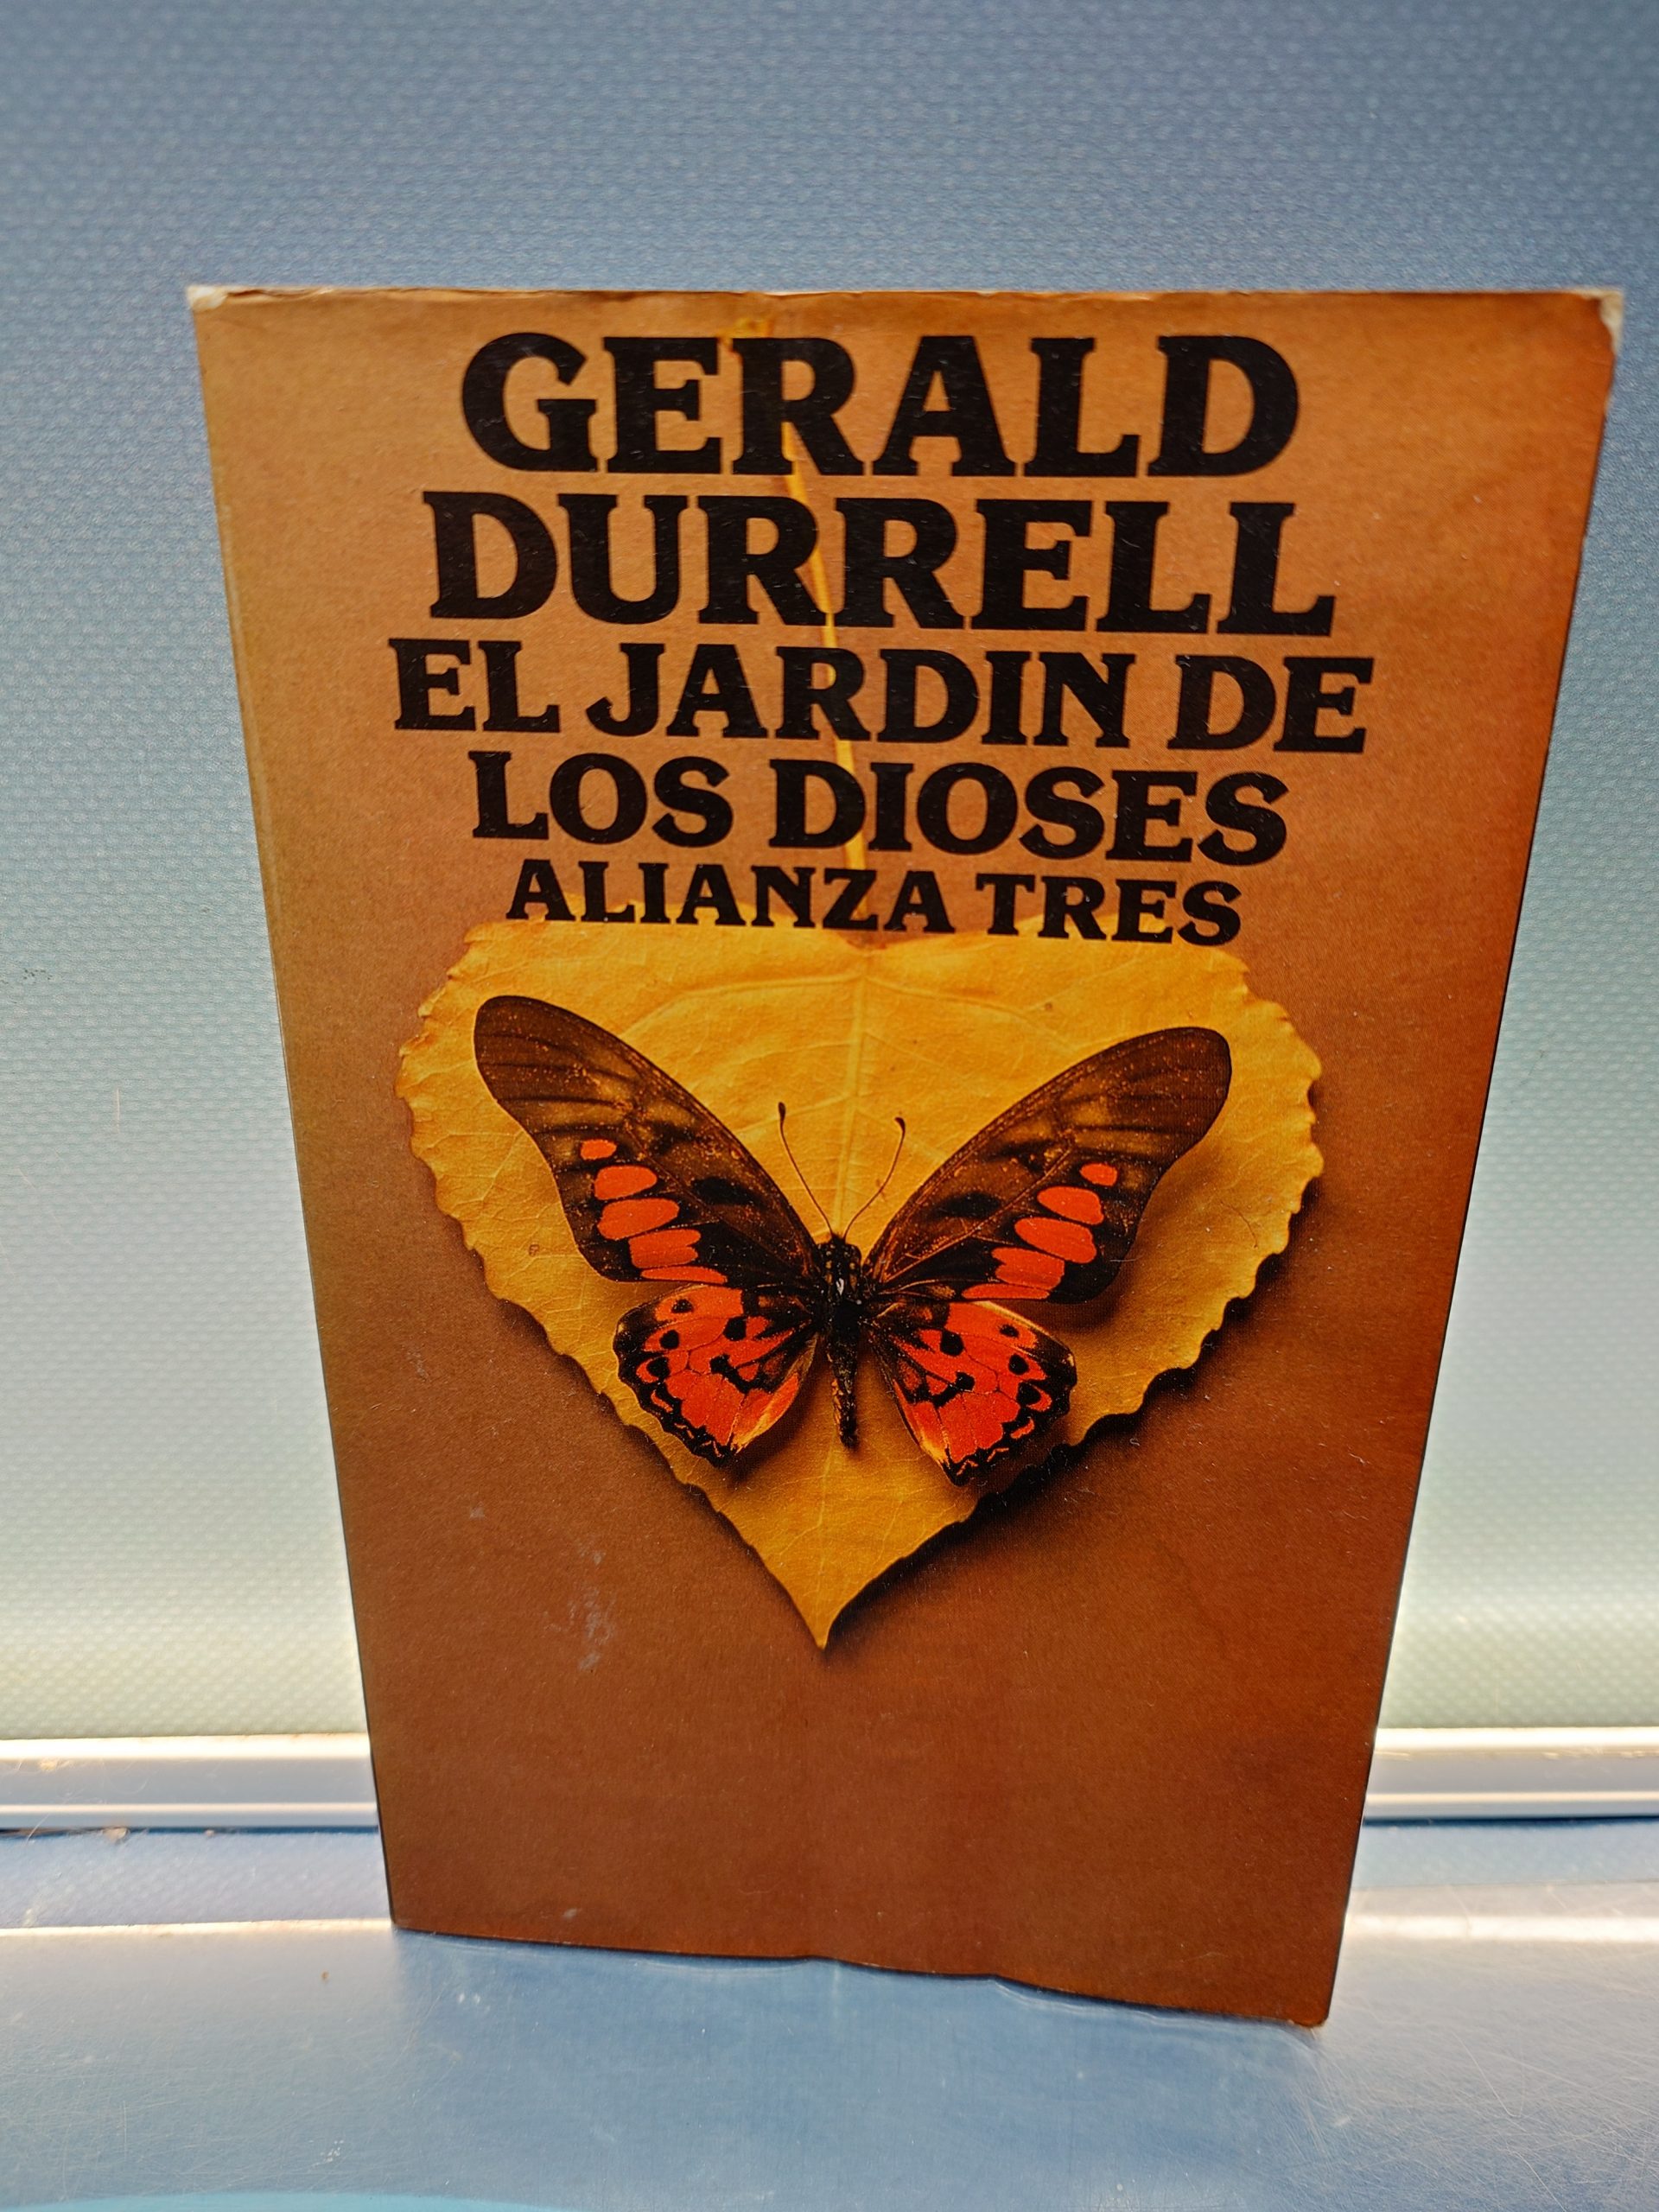 GERALD
DURRELL
EL JARDIN DE
LOS DIOSES
ALIANZA TRES